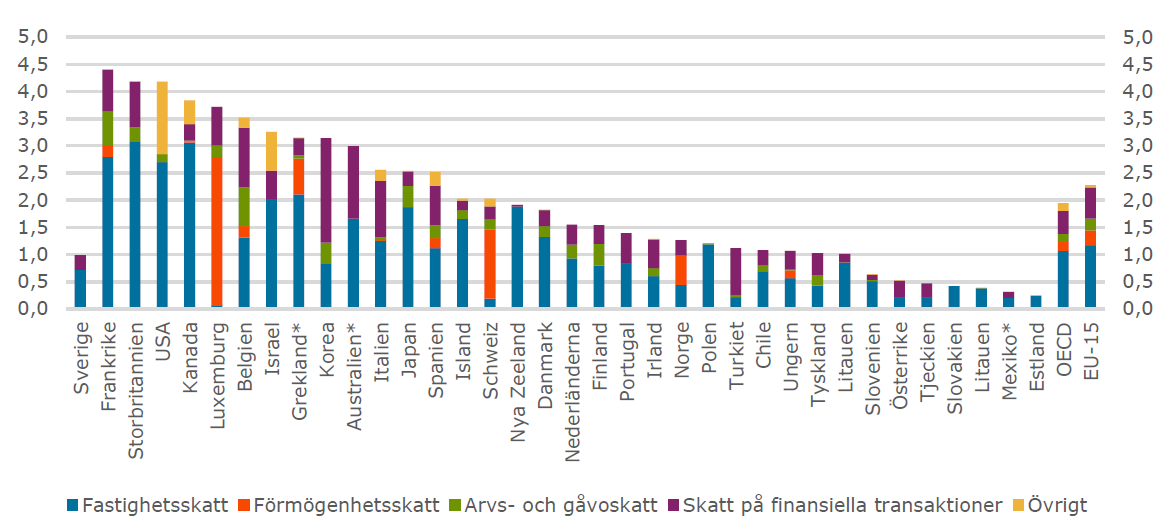 5,0 5,0
4,5 4,5
4,0 4,0
3,5 3,5
3,0 3,0
2,5 2,5
2,0 2,0
1,5 1,5
1,0 1,0
0,5 0,5
0,0 0,0
Sverige
Frankrike
Storbritannien
USA
Kanada
Luxemburg
Belgien
Israel
Grekland*
Korea
Australien*
Italien
Japan
Spanien
Island
Schweiz
Nya Zeeland
Danmark
Nederländerna
Finland
Portugal
Irland
Norge
Polen
Turkiet
Chile
Ungern
Tyskland
Litauen
Slovenien
Österrike
Tjeckien
Slovakien
Litauen
Mexiko*
Estland
OECD
EU-15
Fastighetsskatt Förmögenhetsskatt Arvs- och gåvoskatt Skatt på finansiella transaktioner Övrigt